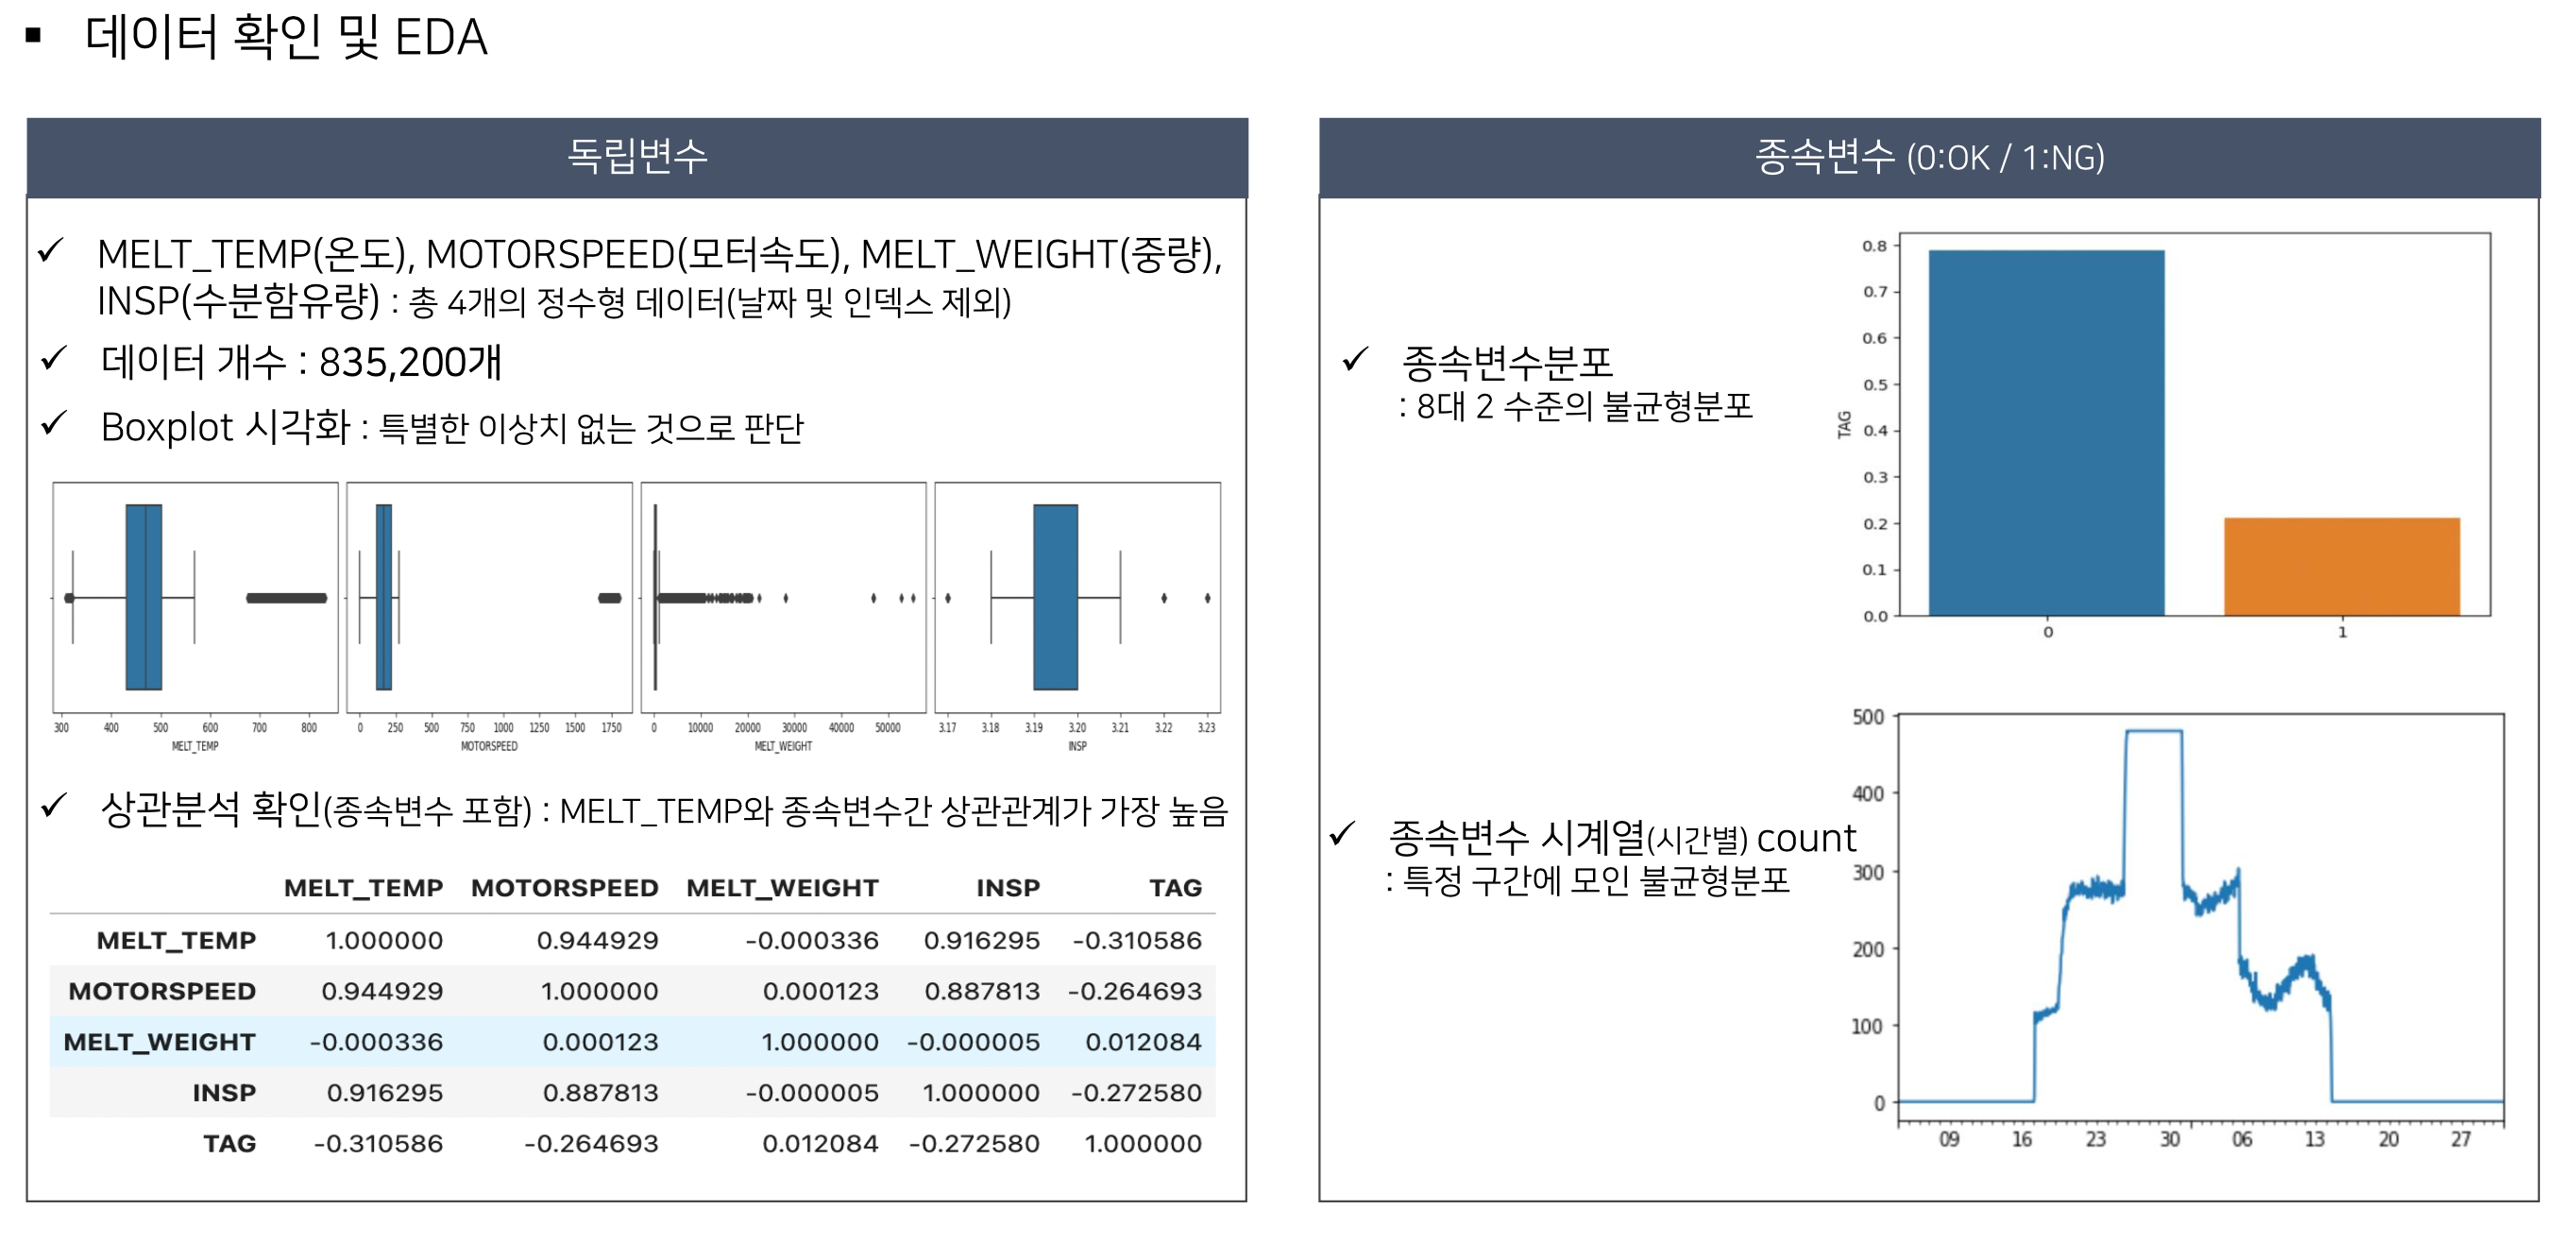 ▪ 데이터 확인 및 EDA
독립변수
✓ MELT_TEMP(온도), MOTORSPEED(모터속도), MELT_WEIGHT(중량),
INSP(수분함유량) : 총 4개의 정수형 데이터(날짜 및 인덱스 제외)
✓ 데이터 개수 : 835,200개
✓ Boxplot 시각화 : 특별한 이상치 없는 것으로 판단
300 400 500 600 700 800
MELT_TEMP
0 250 500 750 1000 1250 1500 1750
MOTORSPEED
0 10000 20000 30000 40000 50000
MELT_WEIGHT
3.17 3.18 3.19 3.20 3.21 3.22 3.23
INSP
✓ 상관분석 확인(종속변수 포함) : MELT_TEMP와 종속변수간 상관관계가 가장 높음
MELT_TEMP MOTORSPEED MELT_WEIGHT INSP TAG
MELT_TEMP 1.000000 0.944929 -0.000336 0.916295 -0.310586
MOTORSPEED 0.944929 1.000000 0.000123 0.887813 -0.264693
MELT_WEIGHT -0.000336 0.000123 1.000000 -0.000005 0.012084
INSP 0.916295 0.887813 -0.000005 1.000000 -0.272580
TAG -0.310586 -0.264693 0.012084 -0.272580 1.000000
종속변수 (0:OK / 1:NG)
✓ 종속변수분포
: 8대 2 수준의 불균형분포
0.8
0.7
0.6
0.5
0.4
0.3
0.2
0.1
0.0
TAG
0 1
✓ 종속변수 시계열(시간별) count
: 특정 구간에 모인 불균형분포
500
400
300
200
100
0
09 16 23 30 06 13 20 27